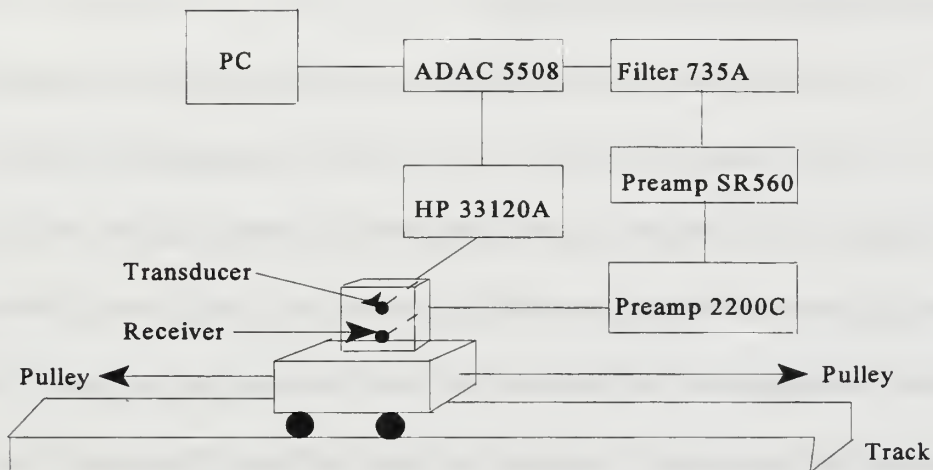 PC
ADAC 5508
Filter 735A
HP 33120A
Preamp SR560
Transducer
Preamp 2200C
Receiver
Pulley
Pulley
Track